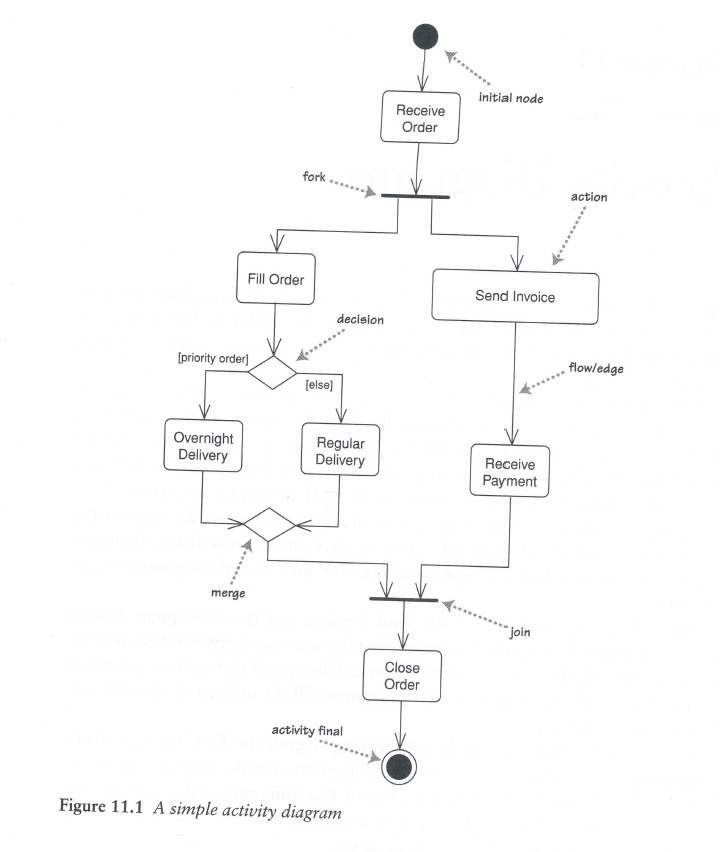 initial node
Receive
Order
fork
action
Fill Order
Send Invoice
decision
[priority order]
[else]
flow/edge
Overnight
Delivery
Regular
Delivery
Receive
Payment
merge
join
Close
Order
activity final
Figure 11.1 A simple activity diagram